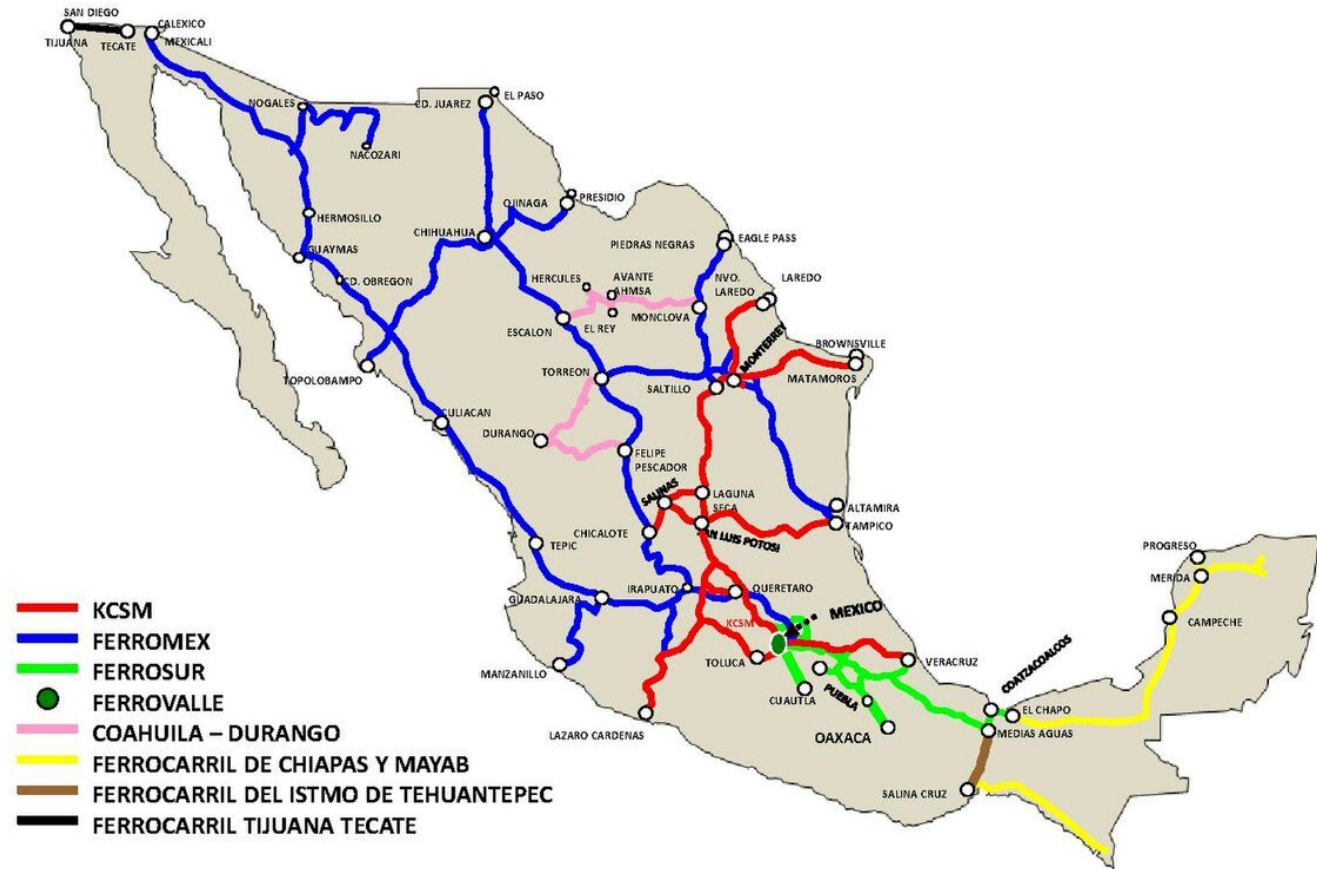 SAN DIEGO
TIJUANA
TECATE
CALEXICO
MEXICALI
NOGALES
NACOZARI
CD. JUAREZ
EL PASO
HERMOSILLO
GUAYMAS
CD. OBREGON
CHIHUAHUA
OJINAGA
PRESIDIO
PIEDRAS NEGRAS
EAGLE PASS
HERCULES
AVANTE
AHMSA
EL REY
MONCLOVA
NVO.
LAREDO
LAREDO
ESCALON
TOPOLOBAMPO
TORREON
SALTILLO
MONTERREY
BROWNSVILLE
MATAMOROS
CULIACAN
DURANGO
FELIPE
PESCADOR
SALINAS
LAGUNA
SECA
ALTAMIRA
TAMPICO
CHICALOTE
SAN LUIS POTOSI
TEPIC
GUADALAJARA
IRAPUATO
QUERETARO
PROGRESO
MERIDA
CAMPECHE
KCSM
MEXICO
MANZANILLO
TOLUCA
VERACRUZ
CUAUTLA
PUEBLA
OAXACA
COATZACOALCOS
EL CHAPO
MEDIAS AGUAS
LAZARO CARDENAS
SALINA CRUZ
KCSM
FERROMEX
FERROSUR
FERROVALLE
COAHUILA – DURANGO
FERROCARRIL DE CHIAPAS Y MAYAB
FERROCARRIL DEL ISTMO DE TEHUANTEPEC
FERROCARRIL TIJUANA TECATE